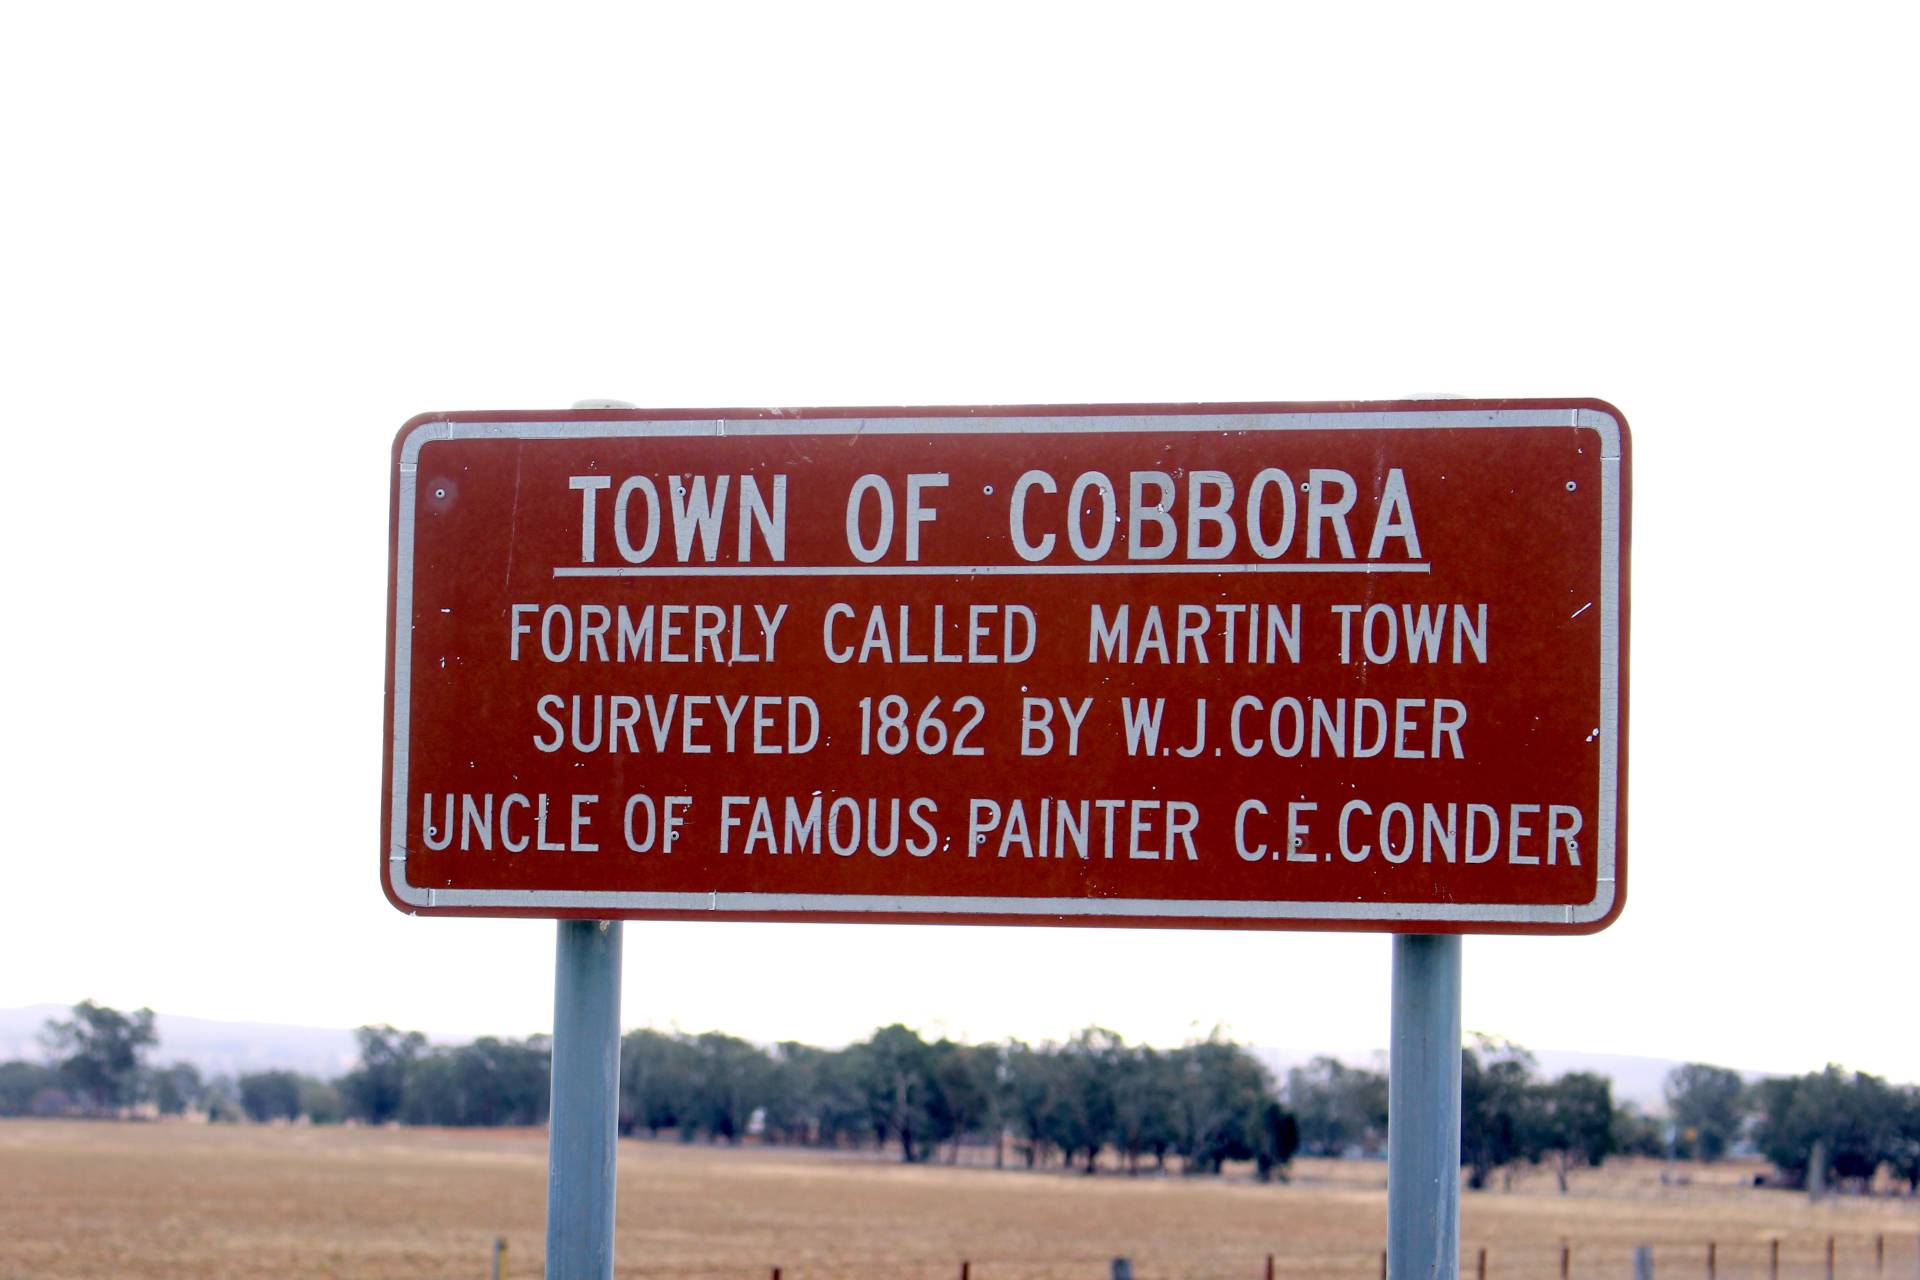 TOWN OF COBBORA
FORMERLY CALLED MARTIN TOWN
SURVEYED 1862 BY W.J.CONDER
UNCLE OF FAMOUS PAINTER C.E.CONDER